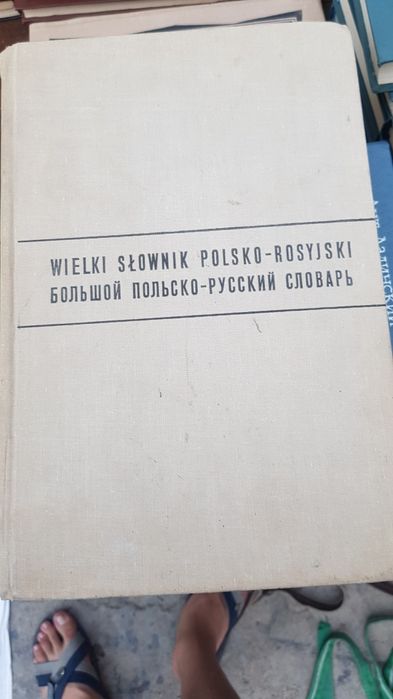 WIELKI SŁOWNIK POLSKO-ROSYJSKI
БОЛЬШОЙ ПОЛЬСКО-РУССКИЙ СЛОВАРЬ